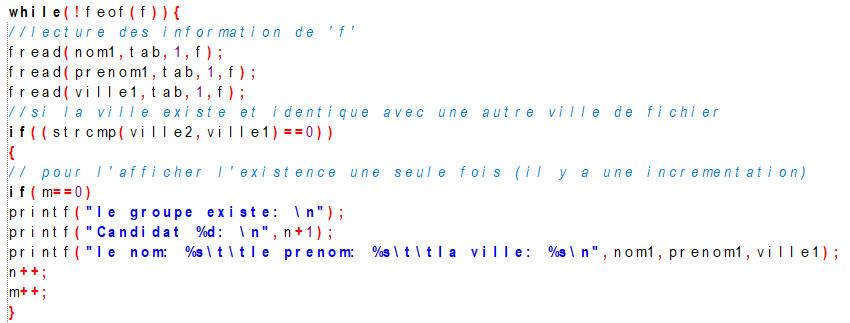 while(!feof(f)){
//lecture des information de 'f'
fread(nom1,tab,1,f);
fread(prenom1,tab,1,f);
fread(ville1,tab,1,f);
//si la ville existe et identique avec une autre ville de fichier
if((strcmp(ville2,ville1)==0))
{
// pour l'afficher l'existence une seule fois (il y a une incrementation)
if(m==0)
printf("le groupe existe: \n");
printf("Candidat %d: \n",n+1);
printf("le nom: %s\t\tle prenom: %s\t\tla ville: %s\n",nom1,prenom1,ville1);
n++;
m++;
}